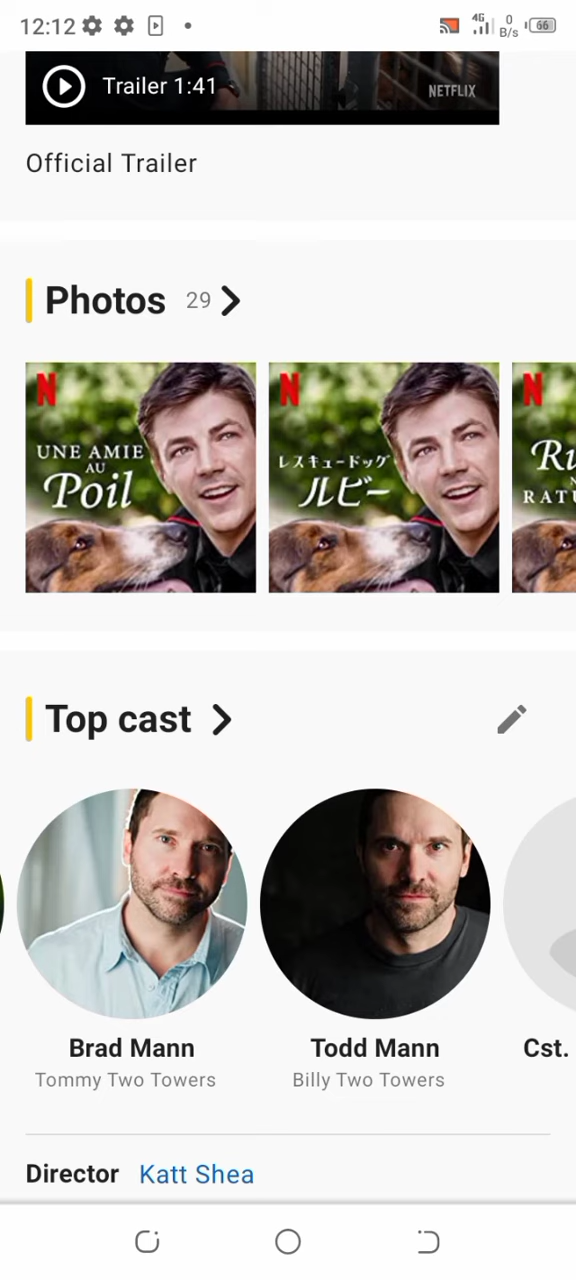 12:12
4G
0
B/s
66
Trailer 1:41
NETFLIX
Official Trailer
Photos 29
N
UNE AMIE
AU
Poil
N
レスキュードッグ
ルビー
N
Ru
N
RATU
Top cast
Brad Mann
Tommy Two Towers
Todd Mann
Billy Two Towers
Cst.
Director Katt Shea